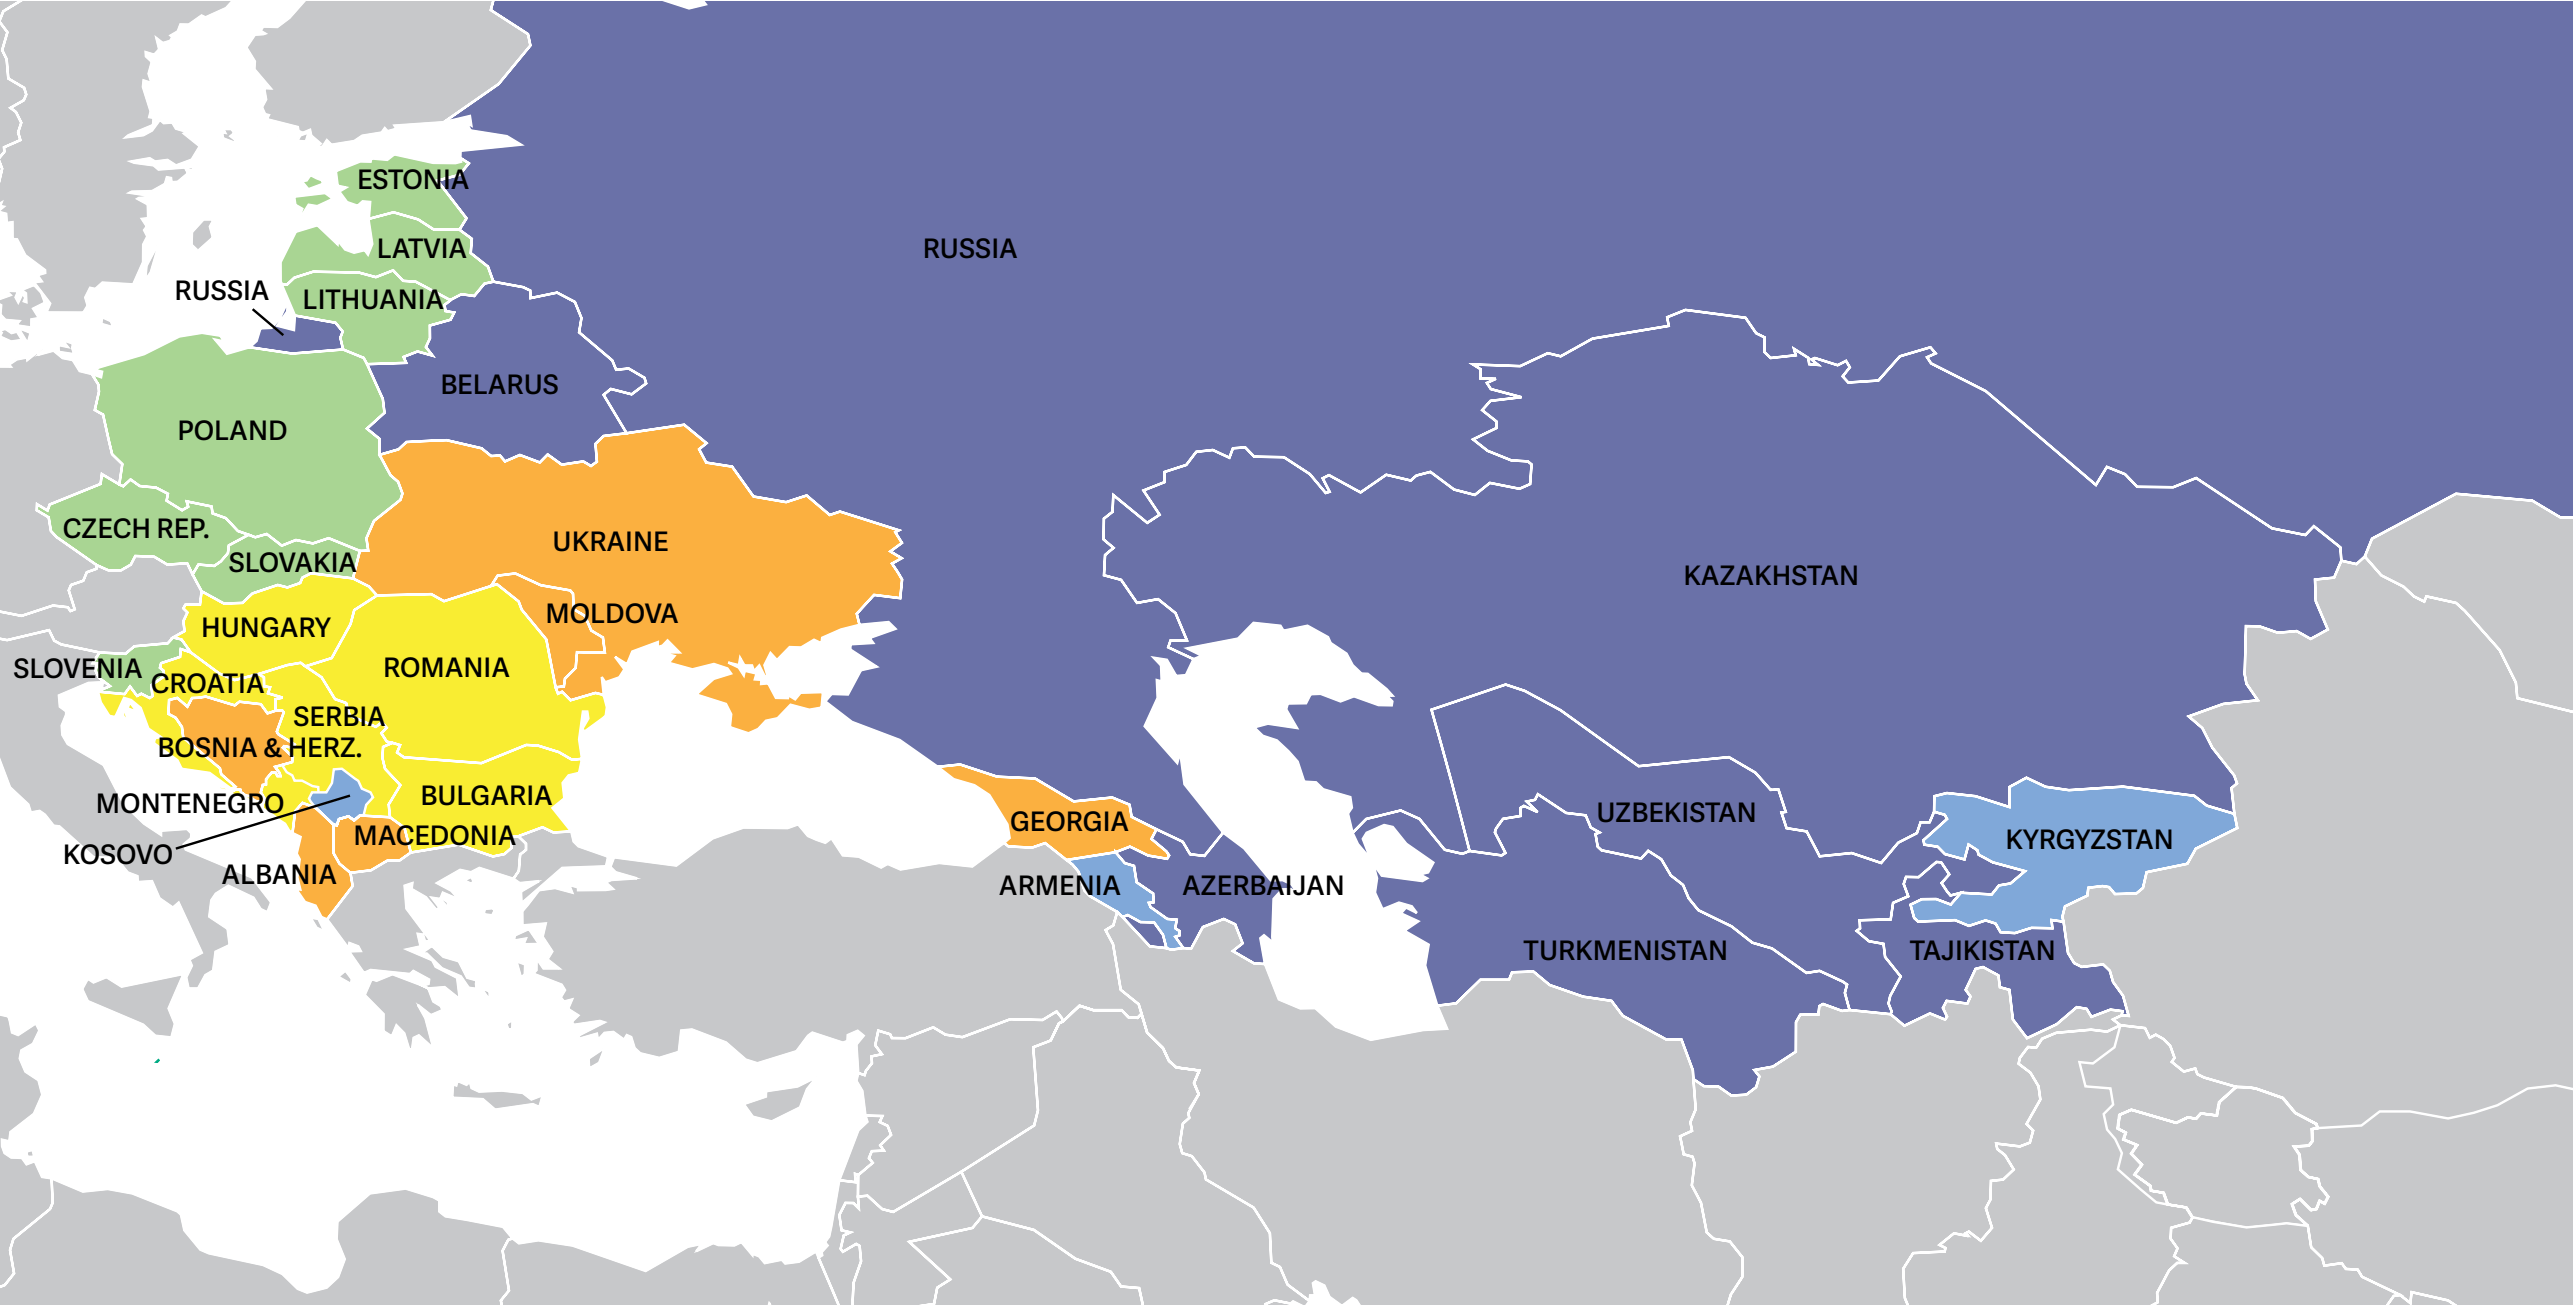 ESTONIA
LATVIA
RUSSIA
RUSSIA
LITHUANIA
BELARUS
POLAND
CZECH REP.
UKRAINE
SLOVAKIA
KAZAKHSTAN
MOLDOVA
HUNGARY
SLOVENIA
ROMANIA
CROATIA
SERBIA
BOSNIA & HERZ.
MONTENEGRO
BULGARIA
UZBEKISTAN
GEORGIA
MACEDONIA
KYRGYZSTAN
KOSOVO
ALBANIA
ARMENIA
AZERBAIJAN
TURKMENISTAN
TAJIKISTAN